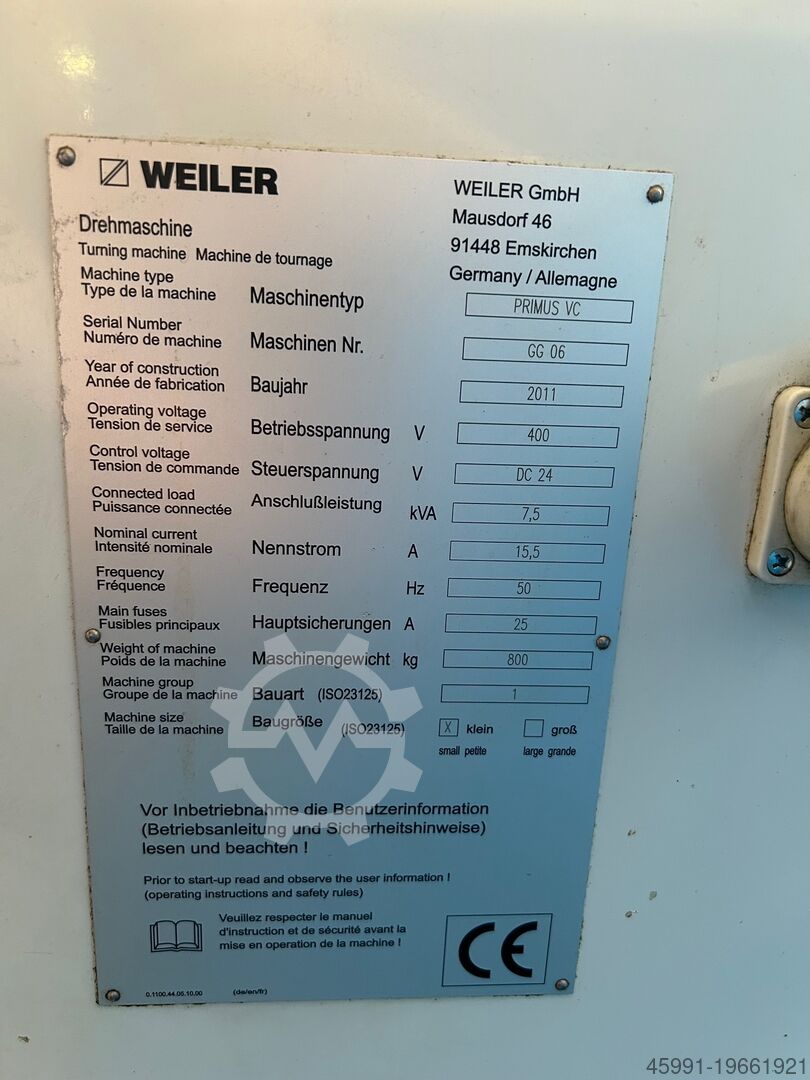 WEILER
WEILER GmbH
Mausdorf 46
91448 Emskirchen
Germany / Allemagne
Drehmaschine
Turning machine Machine de tournage
Machine type
Type de la machine Maschinentyp PRIMUS VC
Serial Number
Numéro de machine Maschinen Nr. GG 06
Year of construction
Année de fabrication Baujahr 2011
Operating voltage
Tension de service Betriebsspannung V 400
Control voltage
Tension de commande Steuerspannung V DC 24
Connected load
Puissance connectée Anschlußleistung kVA 7,5
Nominal current
Intensité nominale Nennstrom A 15,5
Frequency
Fréquence Frequenz Hz 50
Main fuses
Fusibles principaux Hauptsicherungen A 25
Weight of machine
Poids de la machine Maschinengewicht kg 800
Machine group
Groupe de la machine Bauart (ISO23125) 1
Machine size
Taille de la machine Baugröße (ISO23125) X klein groß
small petite large grande
Vor Inbetriebnahme die Benutzerinformation
(Betriebsanleitung und Sicherheitshinweise)
lesen und beachten !
Prior to start-up read and observe the user information !
(operating instructions and safety rules)
Veuillez respecter le manuel
d'instruction et de sécurité avant la
mise en operation de la machine !
CE
0.1100.44.05.10.00 (de/en/fr)
45991-19661921